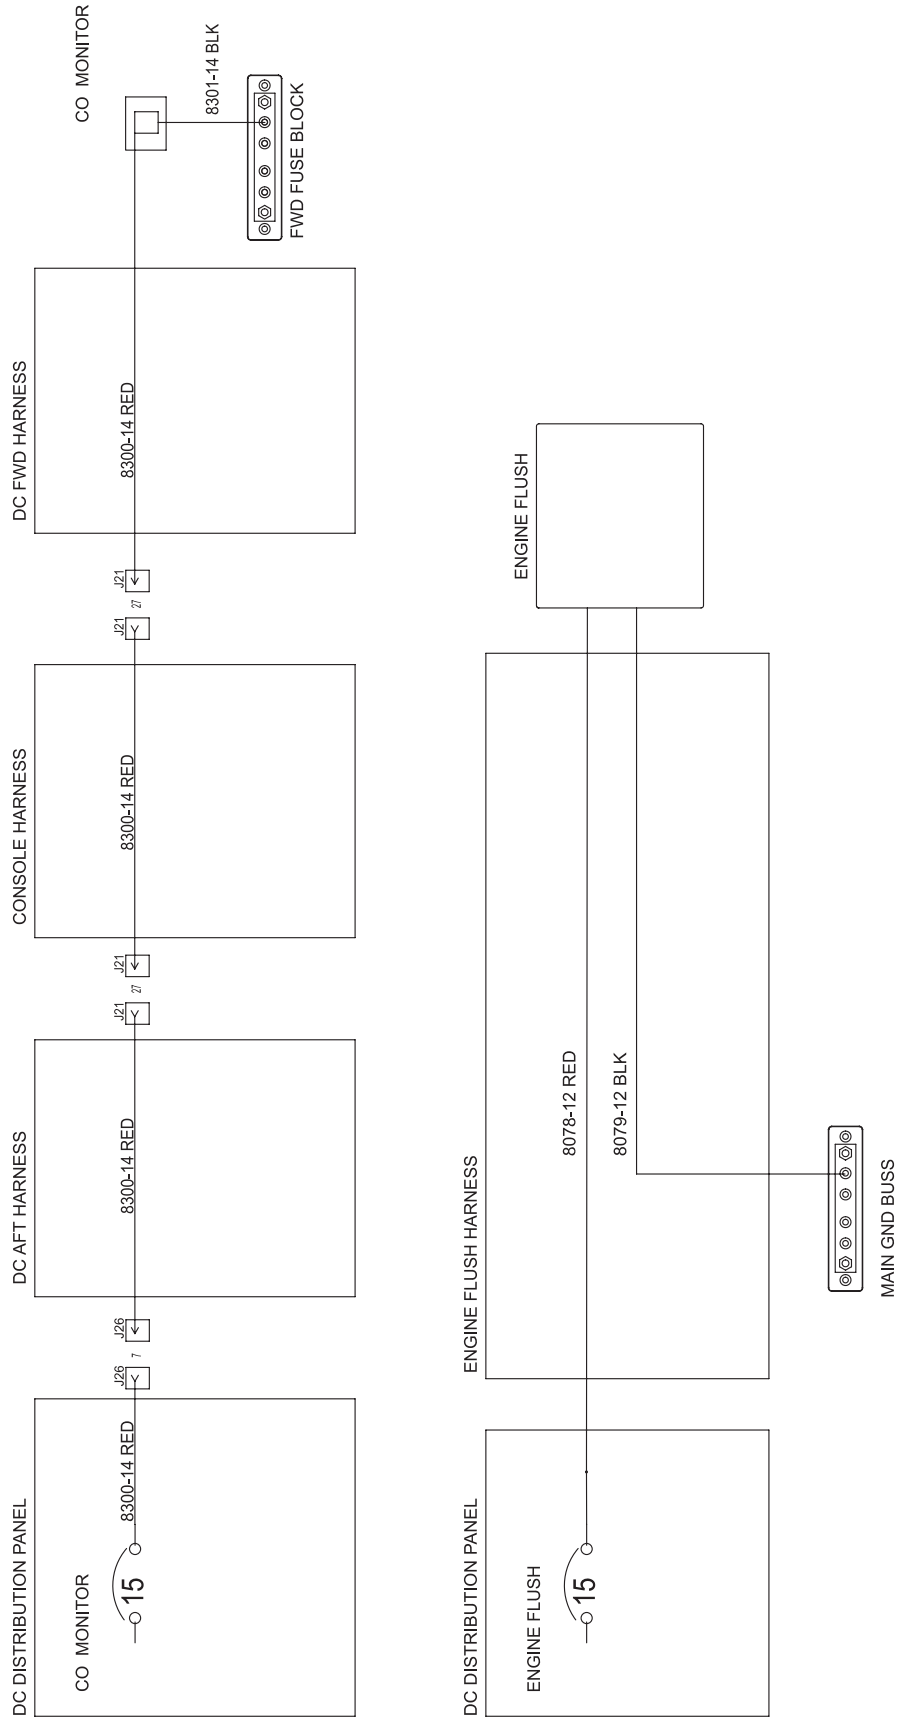 DC DISTRIBUTION PANEL
CO MONITOR
15
8300-14 RED
J26
7
J26
DC AFT HARNESS
8300-14 RED
J21
27
J21
CONSOLE HARNESS
8300-14 RED
J21
27
J21
DC FWD HARNESS
8300-14 RED
CO MONITOR
8301-14 BLK
FWD FUSE BLOCK
DC DISTRIBUTION PANEL
ENGINE FLUSH
15
ENGINE FLUSH HARNESS
8078-12 RED
8079-12 BLK
ENGINE FLUSH
MAIN GND BUSS